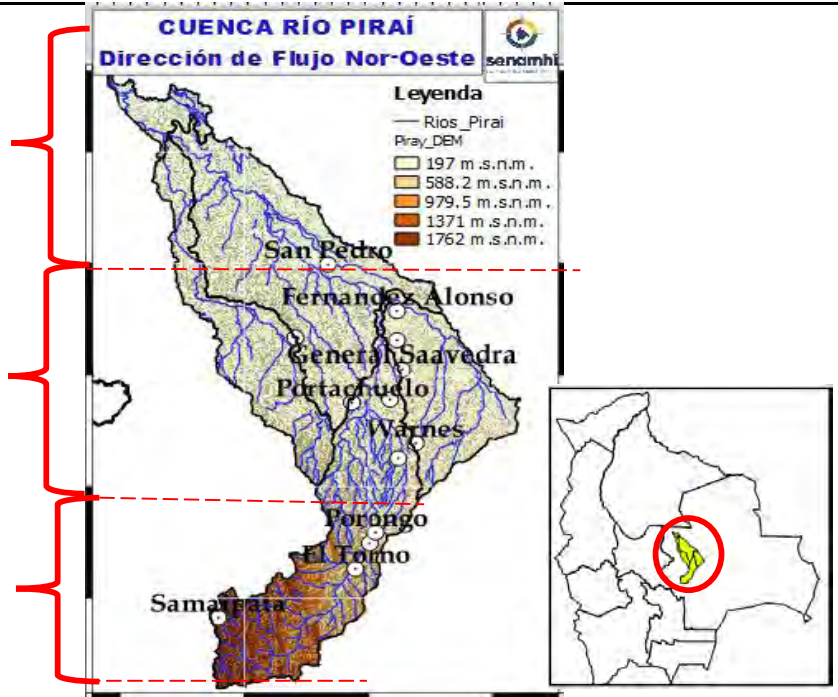 CUENCA RÍO PIRAÍ
Dirección de Flujo Nor-Oeste
senamhi
Leyenda
Rios_Pirai
Piray_DEM
197 m.s.n.m.
588.2 m.s.n.m.
979.5 m.s.n.m.
1371 m.s.n.m.
1762 m.s.n.m.
San Pedro
Fernandez Alonso
General Saavedra
Portachuelo
Warnes
Porongo
El Torno
Samaipata